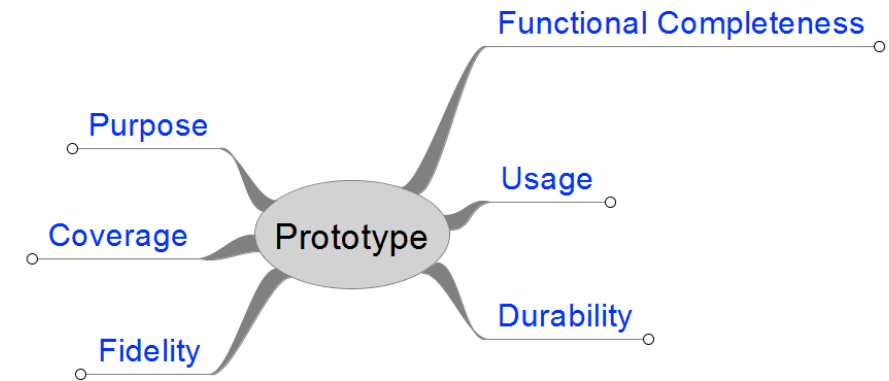 Functional Completeness
Purpose
Usage
Coverage
Prototype
Durability
Fidelity